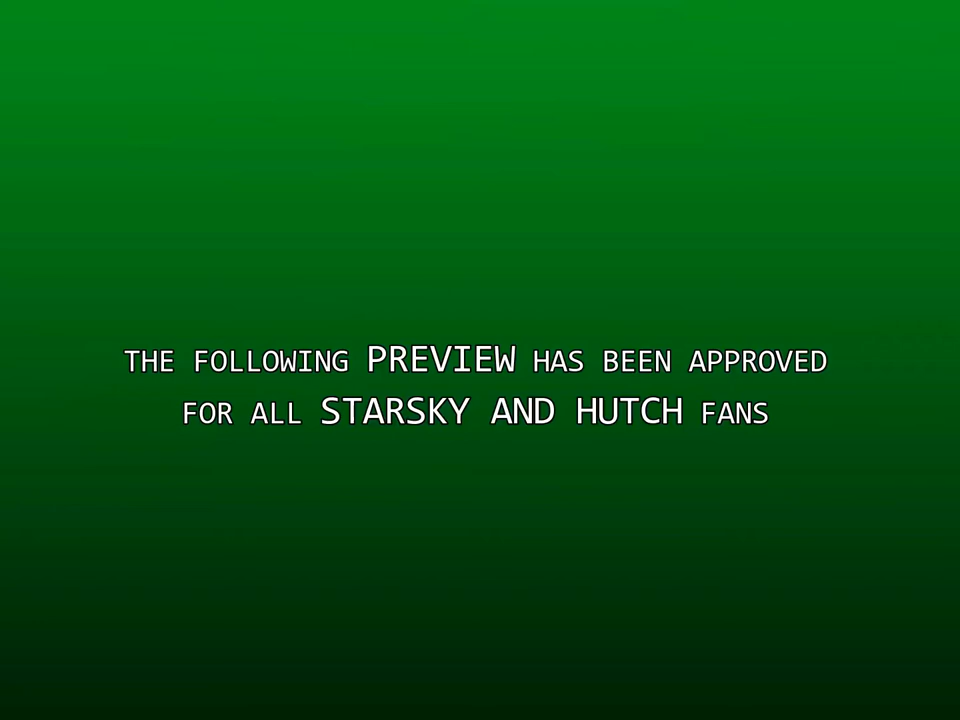 THE FOLLOWING PREVIEW HAS BEEN APPROVED
FOR ALL STARSKY AND HUTCH FANS